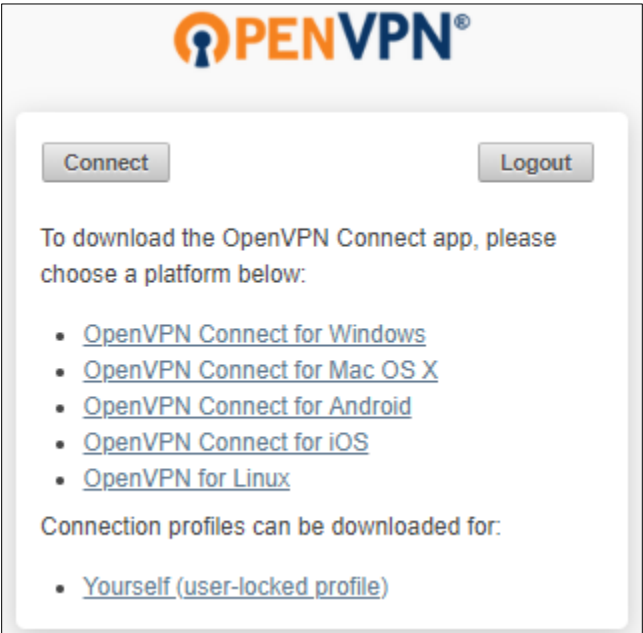 OPENVPN®
Connect
Logout
To download the OpenVPN Connect app, please
choose a platform below:
• OpenVPN Connect for Windows
• OpenVPN Connect for Mac OS X
• OpenVPN Connect for Android
• OpenVPN Connect for iOS
• OpenVPN for Linux
Connection profiles can be downloaded for:
• Yourself (user-locked profile)